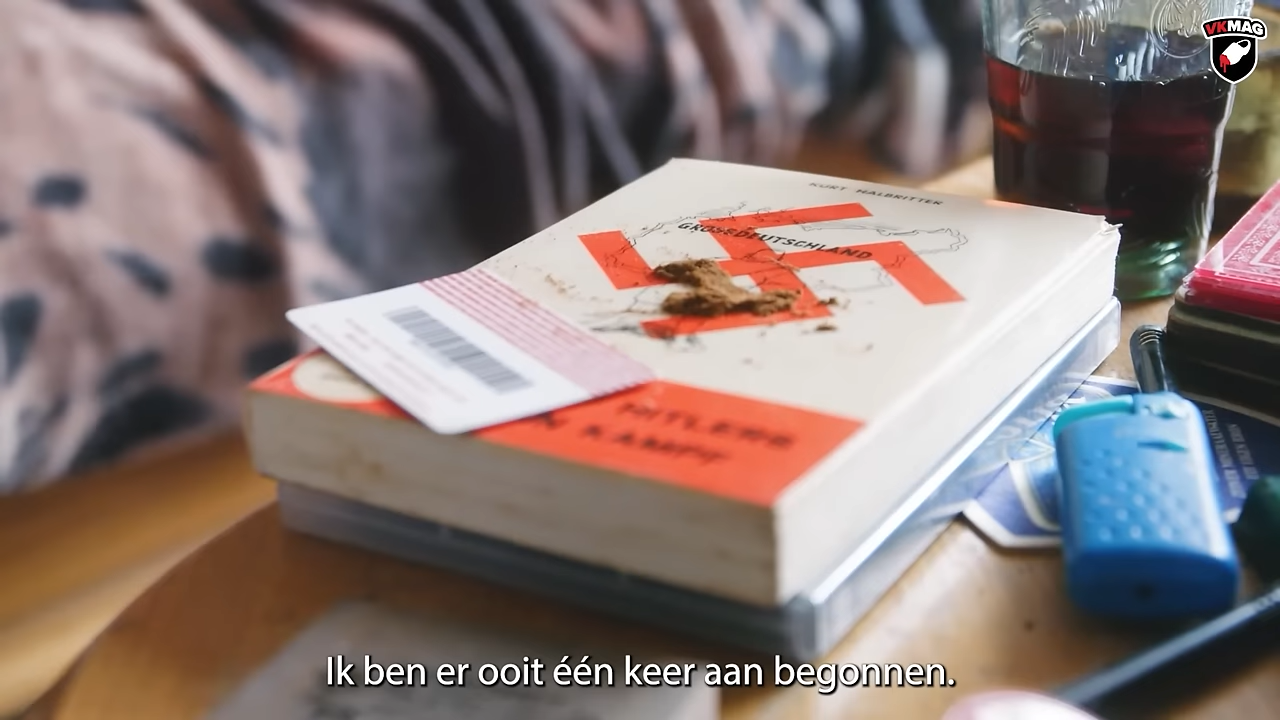 VKMAG
KURT HALBRITTER
GROSSDEUTSCHLAND
HITLERS
KAMPF
Ik ben er ooit één keer aan begonnen.